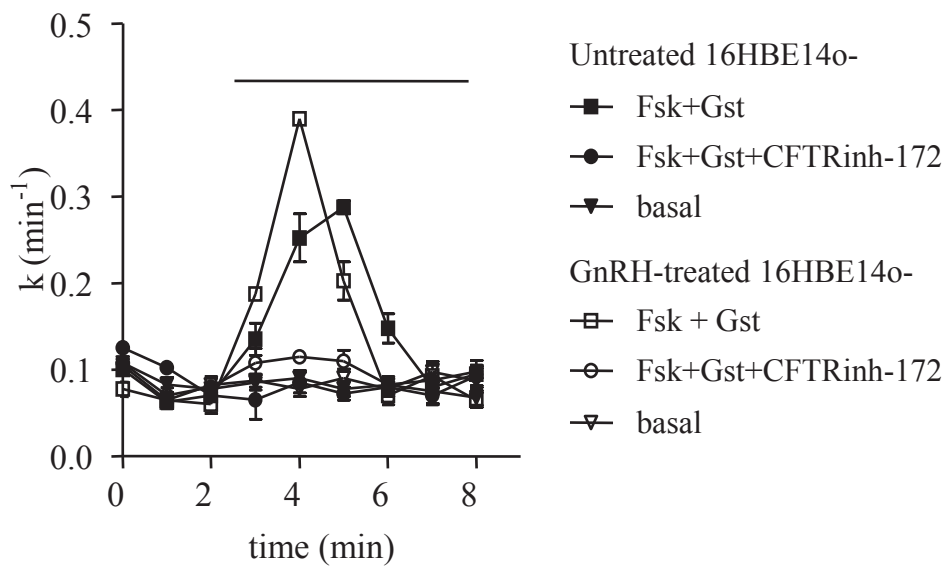 0.5
0.4
0.3
0.2
0.1
0.0
k (min-1)
0 2 4 6 8
time (min)
Untreated 16HBE14o-
Fsk+Gst
Fsk+Gst+CFTRinh-172
basal
GnRH-treated 16HBE14o-
Fsk + Gst
Fsk+Gst+CFTRinh-172
basal